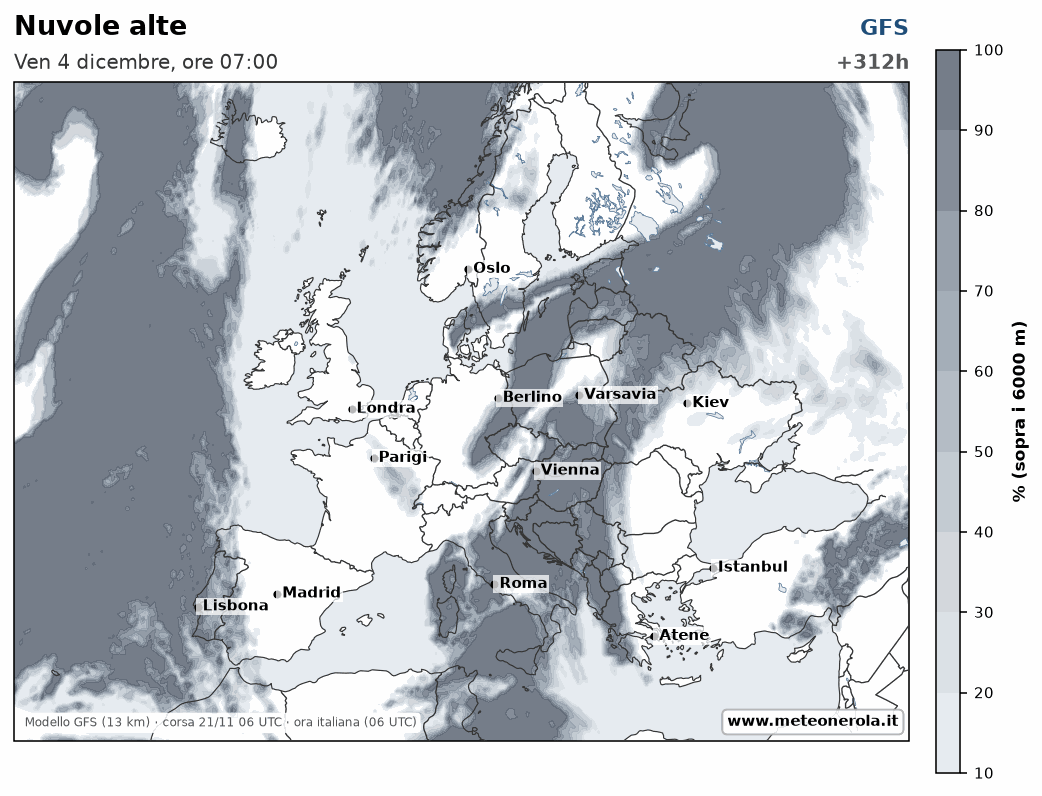 Nuvole alte
GFS
Ven 4 dicembre, ore 07:00
+312h
100
90
80
70
60
50
40
30
20
10
% (sopra i 6000 m)
Oslo
Londra
Berlino
Varsavia
Kiev
Parigi
Vienna
Istanbul
Roma
Madrid
Lisbona
Atene
Modello GFS (13 km) · corsa 21/11 06 UTC · ora italiana (06 UTC)
www.meteonerola.it